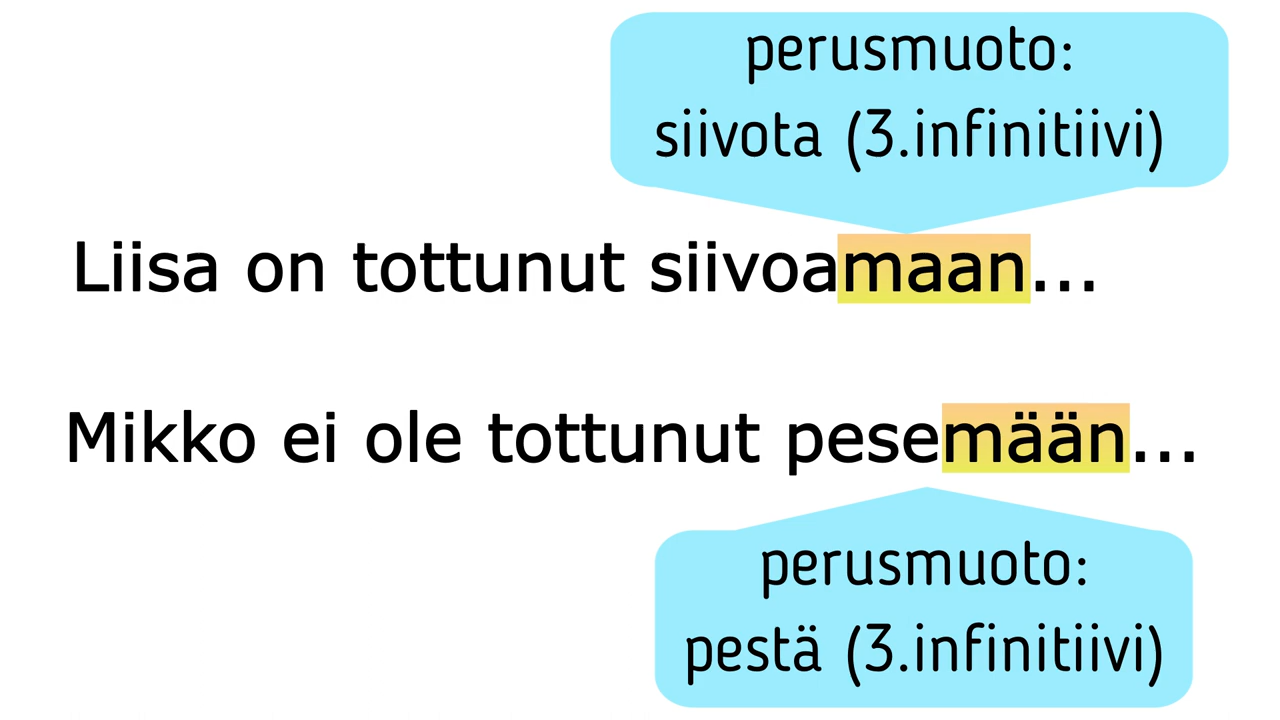 perusmuoto:
siivota (3.infinitiivi)
Liisa on tottunut siivoamaan...
Mikko ei ole tottunut pesemään...
perusmuoto:
pestä (3.infinitiivi)